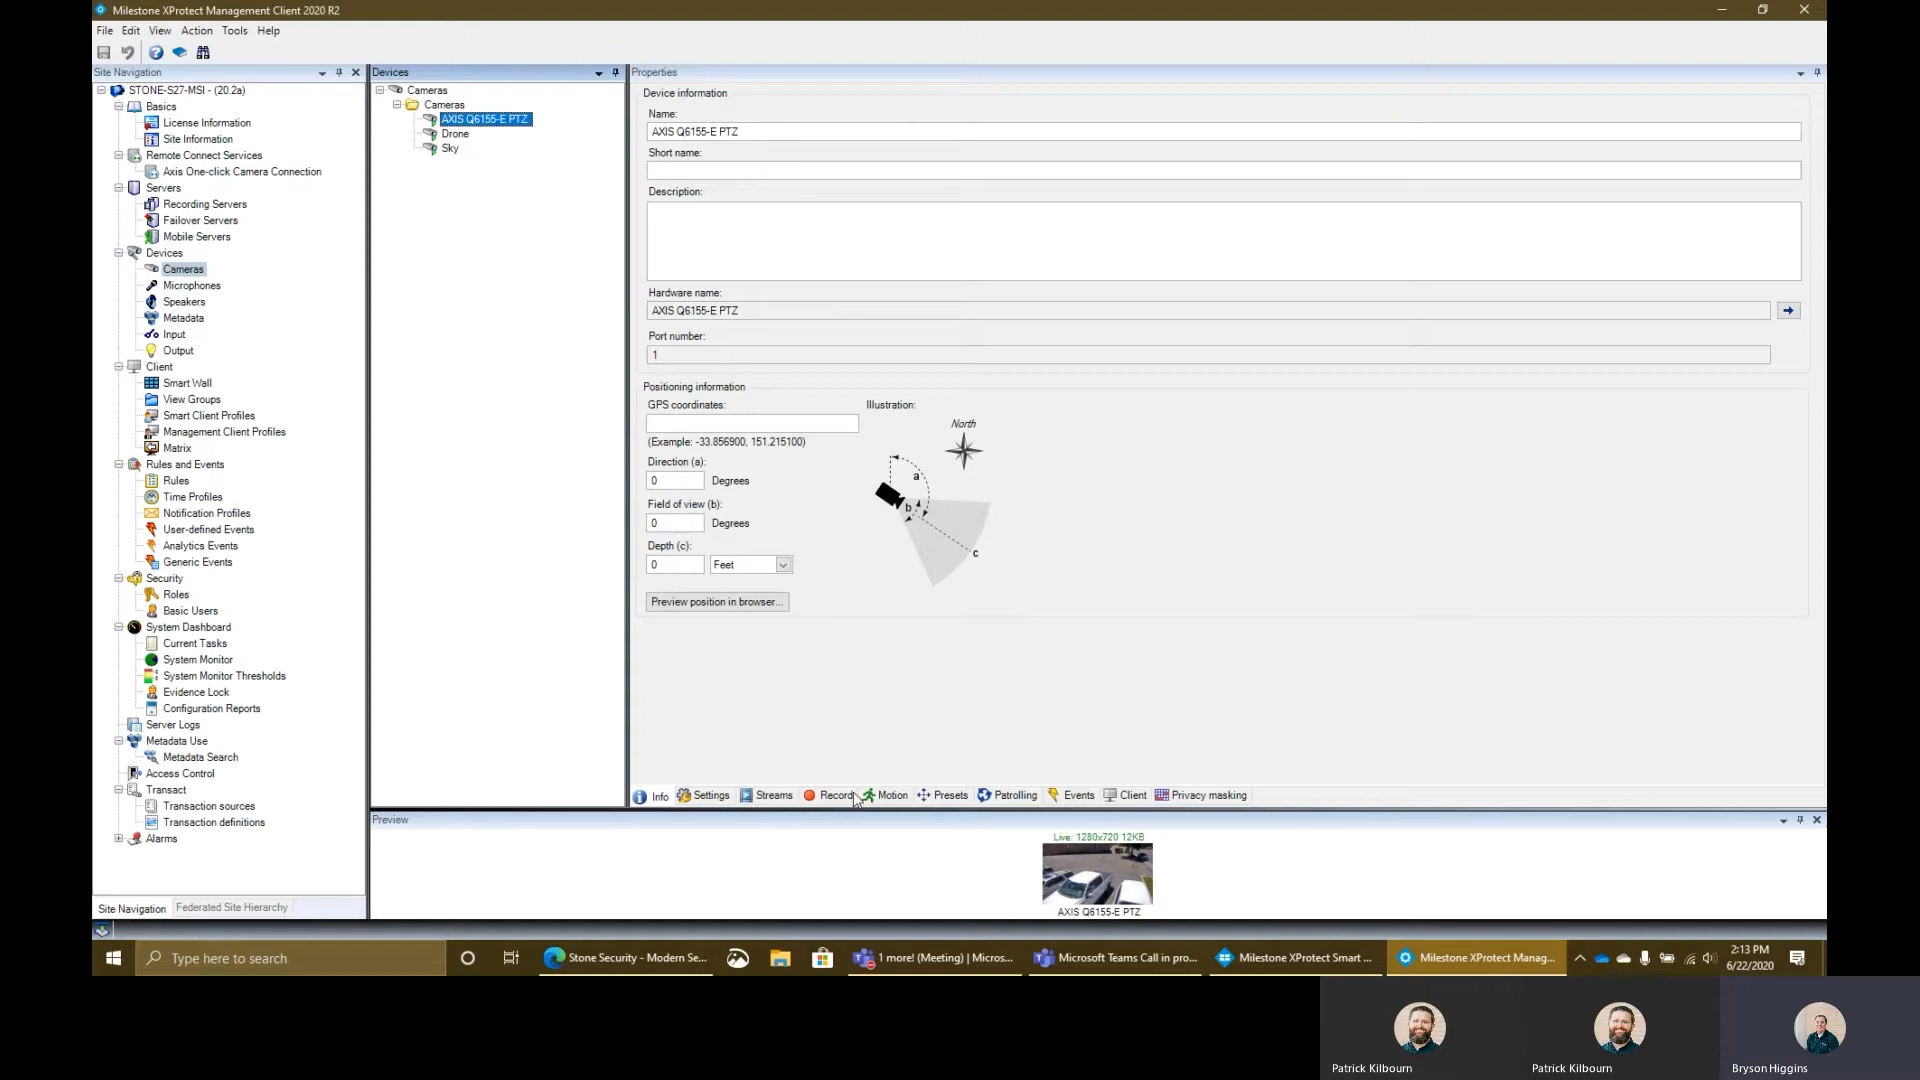 Milestone XProtect Management Client 2020 R2
File Edit View Action Tools Help
Site Navigation
STONE-S27-MSI - (20.2a)
Basics
License Information
Site Information
Remote Connect Services
Axis One-click Camera Connection
Servers
Recording Servers
Failover Servers
Mobile Servers
Devices
Cameras
Microphones
Speakers
Metadata
Input
Output
Client
Smart Wall
View Groups
Smart Client Profiles
Management Client Profiles
Matrix
Rules and Events
Rules
Time Profiles
Notification Profiles
User-defined Events
Analytics Events
Generic Events
Security
Roles
Basic Users
System Dashboard
Current Tasks
System Monitor
System Monitor Thresholds
Evidence Lock
Configuration Reports
Server Logs
Metadata Use
Metadata Search
Access Control
Transact
Transaction sources
Transaction definitions
Alarms
Site Navigation Federated Site Hierarchy
Devices
Cameras
Cameras
AXIS Q6155-E PTZ
Drone
Sky
Properties
Device information
Name:
AXIS Q6155-E PTZ
Short name:
Description:
Hardware name:
AXIS Q6155-E PTZ
Port number:
1
Positioning information
GPS coordinates:
(Example: -33.856900, 151.215100)
Direction (a):
0 Degrees
Field of view (b):
0 Degrees
Depth (c):
0 Feet
Preview position in browser...
Illustration:
North
a
b
c
Info Settings Streams Record Motion Presets Patrolling Events Client Privacy masking
Preview
Live: 1280x720 12KB
AXIS Q6155-E PTZ
Type here to search
Stone Security - Modern Se...
1 more! (Meeting) | Micros...
Microsoft Teams Call in pro...
Milestone XProtect Smart ...
Milestone XProtect Manag...
2:13 PM
6/22/2020
Patrick Kilbourn Patrick Kilbourn Bryson Higgins